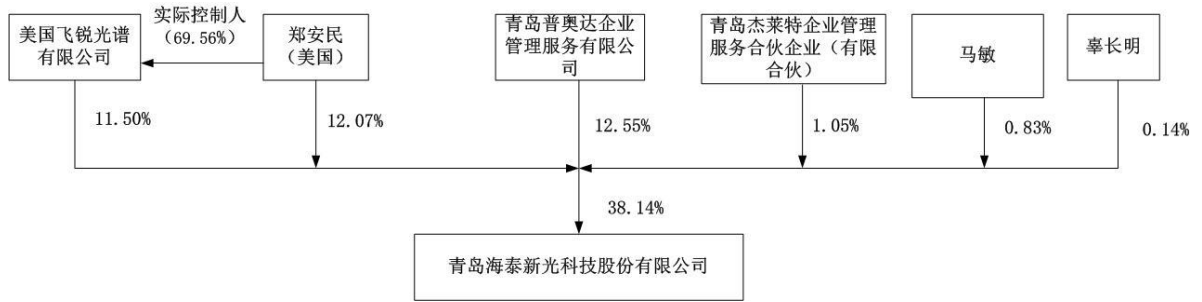 实际控制人
（69.56%）
美国飞锐光谱
有限公司
郑安民
（美国）
青岛普奥达企业
管理服务有限公
司
青岛杰莱特企业管理
服务合伙企业（有限
合伙）
马敏
辜长明
11.50%
12.07%
12.55%
1.05%
0.83%
0.14%
38.14%
青岛海泰新光科技股份有限公司